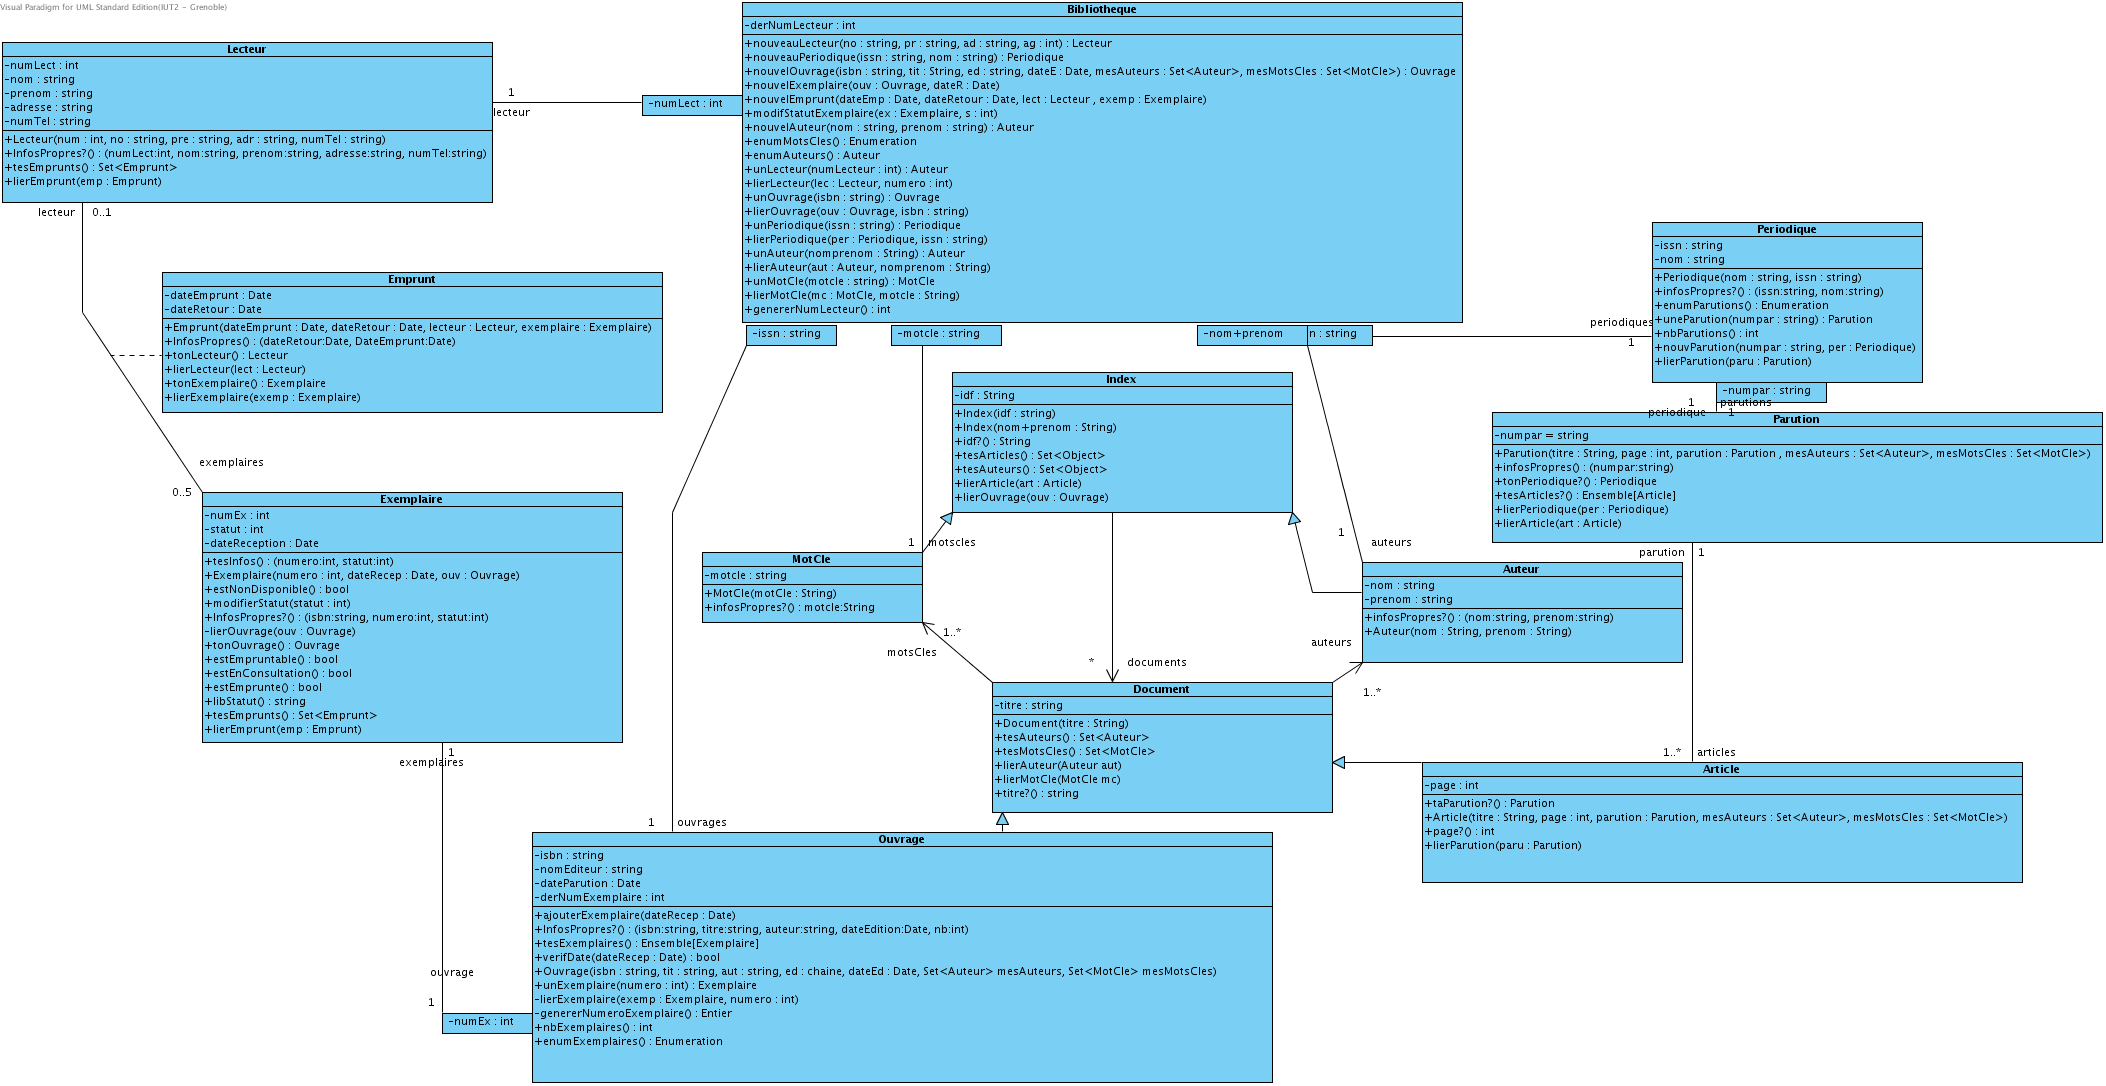 Visual Paradigm for UML Standard Edition(IUT2 - Grenoble)
Bibliotheque
-derNumLecteur : int
+nouveauLecteur(no : string, pr : string, ad : string, ag : int) : Lecteur
+nouveauPeriodique(issn : string, nom : string) : Periodique
+nouvelOuvrage(isbn : string, tit : String, ed : string, dateE : Date, mesAuteurs : Set<Auteur>, mesMotsCles : Set<MotCle>) : Ouvrage
+nouvelExemplaire(ouv : Ouvrage, dateR : Date)
+nouvelEmprunt(dateEmp : Date, dateRetour : Date, lect : Lecteur , exemp : Exemplaire)
+modifStatutExemplaire(ex : Exemplaire, s : int)
+nouvelAuteur(nom : string, prenom : string) : Auteur
+enumMotsCles() : Enumeration
+enumAuteurs() : Auteur
+unLecteur(numLecteur : int) : Auteur
+lierLecteur(lec : Lecteur, numero : int)
+unOuvrage(isbn : string) : Ouvrage
+lierOuvrage(ouv : Ouvrage, isbn : string)
+unPeriodique(issn : string) : Periodique
+lierPeriodique(per : Periodique, issn : string)
+unAuteur(nomprenom : String) : Auteur
+lierAuteur(aut : Auteur, nomprenom : String)
+unMotCle(motcle : string) : MotCle
+lierMotCle(mc : MotCle, motcle : String)
+genererNumLecteur() : int
-numLect : int
-issn : string
-motcle : string
-nom+prenom
n : string
Lecteur
-numLect : int
-nom : string
-prenom : string
-adresse : string
-numTel : string
+Lecteur(num : int, no : string, pre : string, adr : string, numTel : string)
+InfosPropres?() : (numLect:int, nom:string, prenom:string, adresse:string, numTel:string)
+tesEmprunts() : Set<Emprunt>
+lierEmprunt(emp : Emprunt)
1
lecteur
lecteur
0..1
Emprunt
-dateEmprunt : Date
-dateRetour : Date
+Emprunt(dateEmprunt : Date, dateRetour : Date, lecteur : Lecteur, exemplaire : Exemplaire)
+InfosPropres() : (dateRetour:Date, DateEmprunt:Date)
+tonLecteur() : Lecteur
+lierLecteur(lect : Lecteur)
+tonExemplaire() : Exemplaire
+lierExemplaire(exemp : Exemplaire)
exemplaires
0..5
Periodique
-issn : string
-nom : string
+Periodique(nom : string, issn : string)
+infosPropres?() : (issn:string, nom:string)
+enumParutions() : Enumeration
+uneParution(numpar : string) : Parution
+nbParutions() : int
+nouvParution(numpar : string, per : Periodique)
+lierParution(paru : Parution)
periodiques
1
-numpar : string
1
parutions
periodique
1
Parution
-numpar = string
+Parution(titre : String, page : int, parution : Parution , mesAuteurs : Set<Auteur>, mesMotsCles : Set<MotCle>)
+infosPropres() : (numpar:string)
+tonPeriodique?() : Periodique
+tesArticles?() : Ensemble[Article]
+lierPeriodique(per : Periodique)
+lierArticle(art : Article)
parution
1
Index
-idf : String
+Index(idf : string)
+Index(nom+prenom : String)
+idf?() : String
+tesArticles() : Set<Object>
+tesAuteurs() : Set<Object>
+lierArticle(art : Article)
+lierOuvrage(ouv : Ouvrage)
Exemplaire
-numEx : int
-statut : int
-dateReception : Date
+tesInfos() : (numero:int, statut:int)
+Exemplaire(numero : int, dateRecep : Date, ouv : Ouvrage)
+estNonDisponible() : bool
+modifierStatut(statut : int)
+InfosPropres?() : (isbn:string, numero:int, statut:int)
-lierOuvrage(ouv : Ouvrage)
+tonOuvrage() : Ouvrage
+estEmpruntable() : bool
+estEnConsultation() : bool
+estEmprunte() : bool
+libStatut() : string
+tesEmprunts() : Set<Emprunt>
+lierEmprunt(emp : Emprunt)
1
exemplaires
1
motscles
MotCle
-motcle : string
+MotCle(motCle : String)
+infosPropres?() : motcle:String
1..*
motsCles
1
auteurs
Auteur
-nom : string
-prenom : string
+infosPropres?() : (nom:string, prenom:string)
+Auteur(nom : String, prenom : String)
auteurs
1..*
*
documents
Document
-titre : string
+Document(titre : String)
+tesAuteurs() : Set<Auteur>
+tesMotsCles() : Set<MotCle>
+lierAuteur(Auteur aut)
+lierMotCle(MotCle mc)
+titre?() : string
1..*
articles
Article
-page : int
+taParution?() : Parution
+Article(titre : String, page : int, parution : Parution, mesAuteurs : Set<Auteur>, mesMotsCles : Set<MotCle>)
+page?() : int
+lierParution(paru : Parution)
1
ouvrages
Ouvrage
-isbn : string
-nomEditeur : string
-dateParution : Date
-derNumExemplaire : int
+ajouterExemplaire(dateRecep : Date)
+InfosPropres?() : (isbn:string, titre:string, auteur:string, dateEdition:Date, nb:int)
+tesExemplaires() : Ensemble[Exemplaire]
+verifDate(dateRecep : Date) : bool
+Ouvrage(isbn : string, tit : string, aut : string, ed : chaine, dateEd : Date, Set<Auteur> mesAuteurs, Set<MotCle> mesMotsCles)
+unExemplaire(numero : int) : Exemplaire
-lierExemplaire(exemp : Exemplaire, numero : int)
-genererNumeroExemplaire() : Entier
+nbExemplaires() : int
+enumExemplaires() : Enumeration
ouvrage
1
-numEx : int